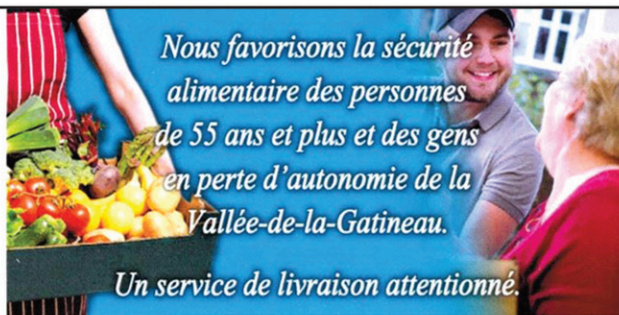 Nous favorisons la sécurité
alimentaire des personnes
de 55 ans et plus et des gens
en perte d'autonomie de la
Vallée-de-la-Gatineau.
Un service de livraison attentionné.